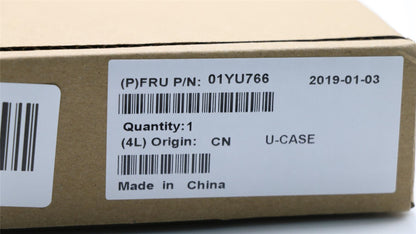 (P)FRU P/N: 01YU766 2019-01-03
Quantity:1
(4L) Origin: CN U-CASE
Made in China